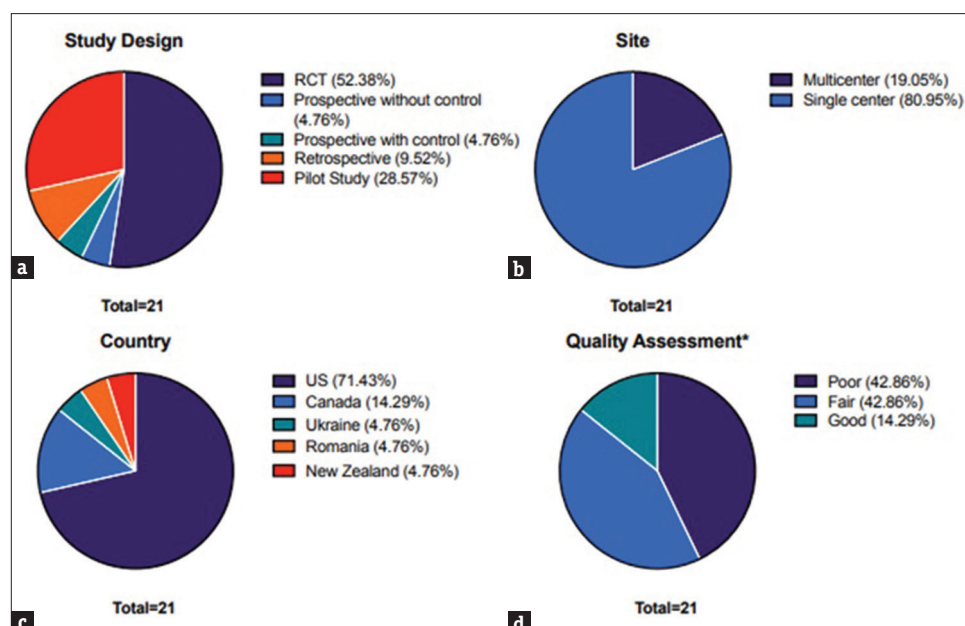 Study Design
RCT (52.38%)
Prospective without control
(4.76%)
Prospective with control (4.76%)
Retrospective (9.52%)
Pilot Study (28.57%)
a
Total=21
Site
Multicenter (19.05%)
Single center (80.95%)
b
Total=21
Country
US (71.43%)
Canada (14.29%)
Ukraine (4.76%)
Romania (4.76%)
New Zealand (4.76%)
Total=21
c
Quality Assessment*
Poor (42.86%)
Fair (42.86%)
Good (14.29%)
Total=21
d